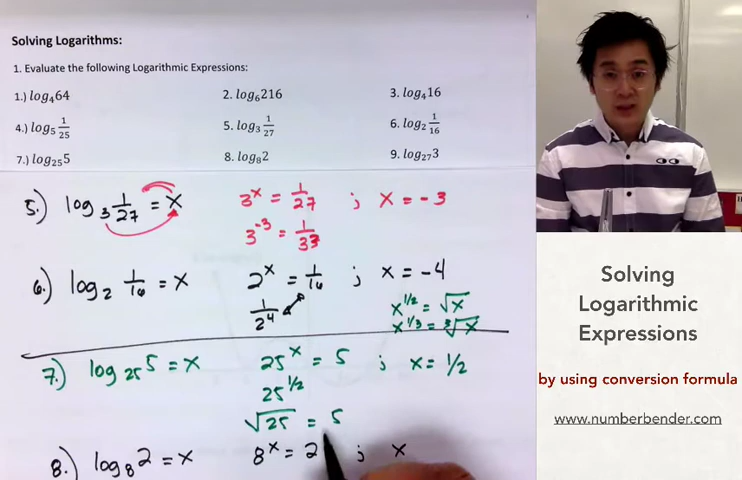 Solving Logarithms:
1. Evaluate the following Logarithmic Expressions:
1.) log₄64 2. log₆216 3. log₄16
4.) log₅ 1/25 5. log₃ 1/27 6. log₂ 1/16
7.) log₂₅5 8. log₈2 9. log₂₇3
5.) log₃ 1/27 = x 3ˣ = 1/27 ; x = -3
3⁻³ = 1/3³
6.) log₂ 1/16 = x 2ˣ = 1/16 ; x = -4
1/2⁴ x^1/2 = √x
x^1/3 = ³√x
7.) log₂₅5 = x 25ˣ = 5 ; x = 1/2
25^1/2
√25 = 5
8.) log₈2 = x 8ˣ = 2 ; x
Solving
Logarithmic
Expressions
by using conversion formula
www.numberbender.com